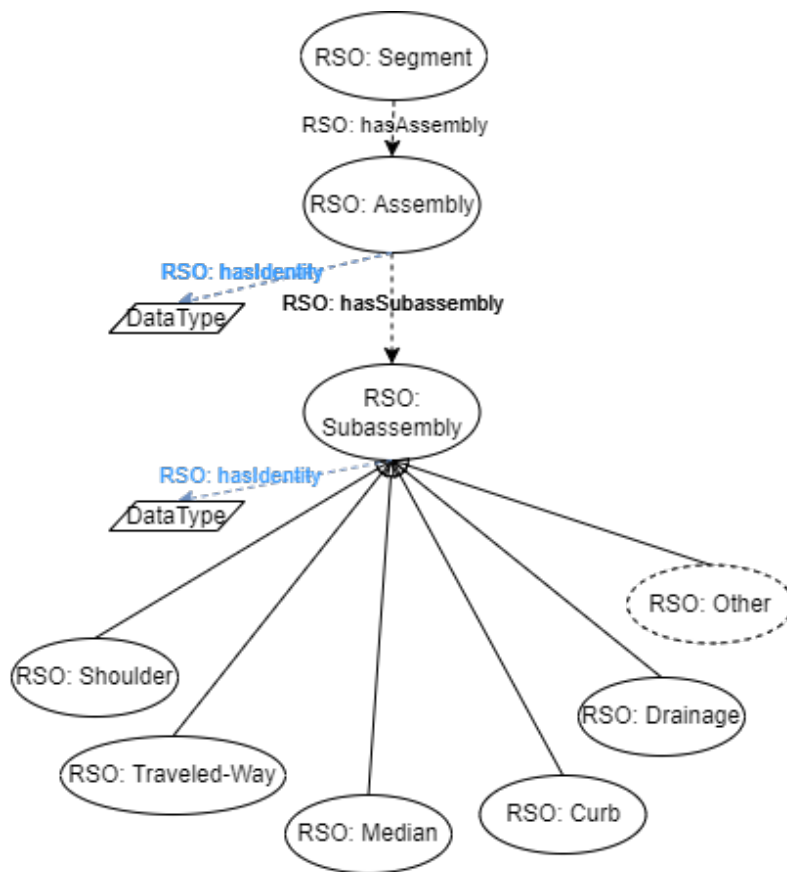 RSO: Segment
RSO: hasAssembly
RSO: Assembly
RSO: hasIdentity
RSO: hasSubassembly
DataType
RSO:
Subassembly
RSO: hasIdentity
DataType
RSO: Other
RSO: Shoulder
RSO: Drainage
RSO: Traveled-Way
RSO: Curb
RSO: Median